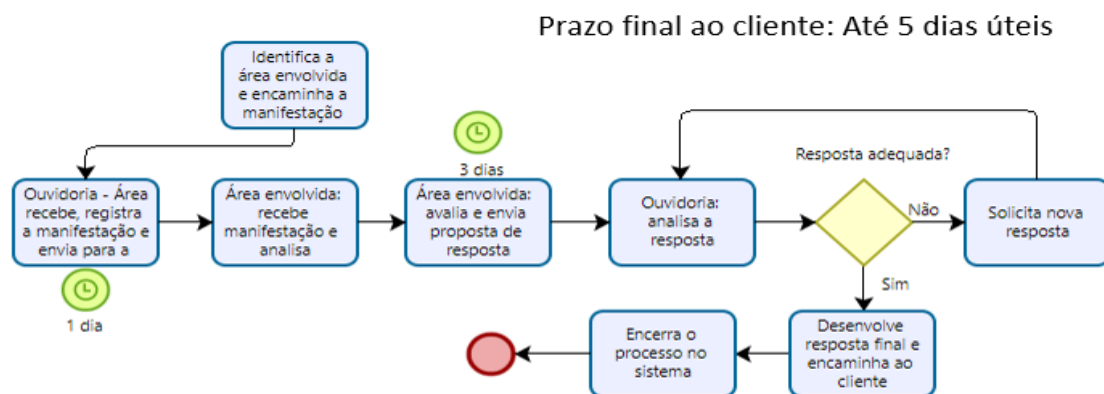 Prazo final ao cliente: Até 5 dias úteis
Identifica a
área envolvida
e encaminha a
manifestação
3 dias
Resposta adequada?
Ouvidoria - Área
recebe, registra
a manifestação e
envia para a
Área envolvida:
recebe
manifestação e
analisa
Área envolvida:
avalia e envia
proposta de
resposta
Ouvidoria:
analisa a
resposta
Não
Solicita nova
resposta
1 dia
Sim
Encerra o
processo no
sistema
Desenvolve
resposta final e
encaminha ao
cliente